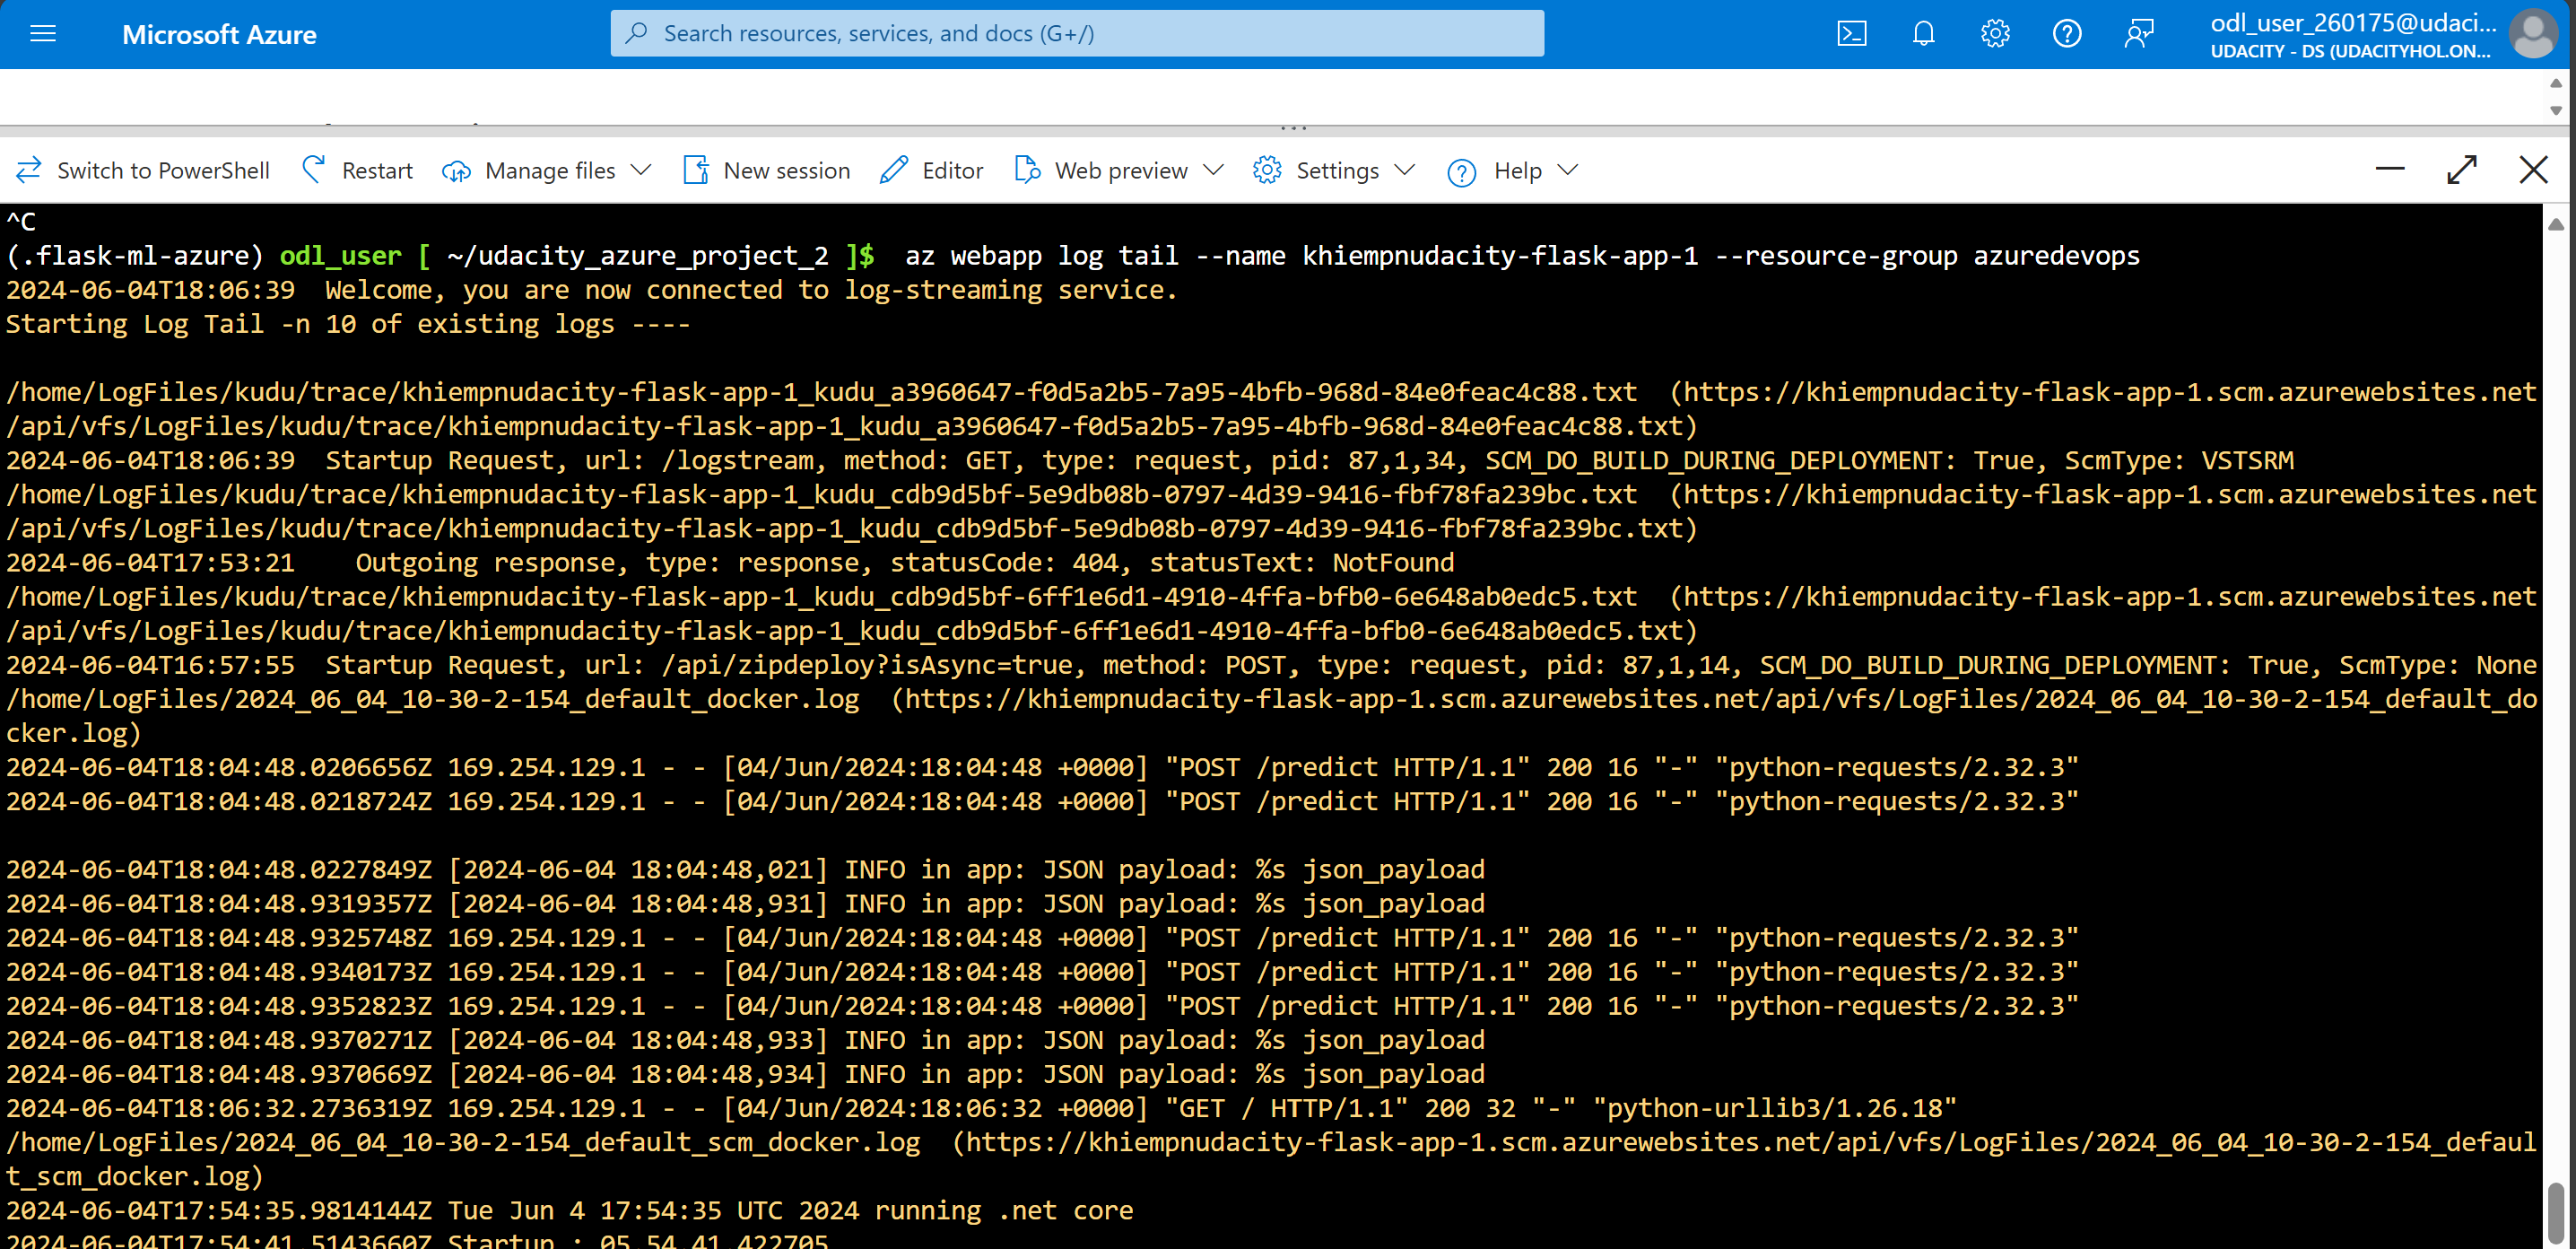 Microsoft Azure
Search resources, services, and docs (G+/)
odl_user_260175@udaci...
UDACITY - DS (UDACITYHOL.ON...
Switch to PowerShell
Restart
Manage files
New session
Editor
Web preview
Settings
Help
^C
(.flask-ml-azure) odl_user [ ~/udacity_azure_project_2 ]$  az webapp log tail --name khiempnudacity-flask-app-1 --resource-group azuredevops
2024-06-04T18:06:39  Welcome, you are now connected to log-streaming service.
Starting Log Tail -n 10 of existing logs ----
/home/LogFiles/kudu/trace/khiempnudacity-flask-app-1_kudu_a3960647-f0d5a2b5-7a95-4bfb-968d-84e0feac4c88.txt  (https://khiempnudacity-flask-app-1.scm.azurewebsites.net
/api/vfs/LogFiles/kudu/trace/khiempnudacity-flask-app-1_kudu_a3960647-f0d5a2b5-7a95-4bfb-968d-84e0feac4c88.txt)
2024-06-04T18:06:39  Startup Request, url: /logstream, method: GET, type: request, pid: 87,1,34, SCM_DO_BUILD_DURING_DEPLOYMENT: True, ScmType: VSTSRM
/home/LogFiles/kudu/trace/khiempnudacity-flask-app-1_kudu_cdb9d5bf-5e9db08b-0797-4d39-9416-fbf78fa239bc.txt  (https://khiempnudacity-flask-app-1.scm.azurewebsites.net
/api/vfs/LogFiles/kudu/trace/khiempnudacity-flask-app-1_kudu_cdb9d5bf-5e9db08b-0797-4d39-9416-fbf78fa239bc.txt)
2024-06-04T17:53:21    Outgoing response, type: response, statusCode: 404, statusText: NotFound
/home/LogFiles/kudu/trace/khiempnudacity-flask-app-1_kudu_cdb9d5bf-6ff1e6d1-4910-4ffa-bfb0-6e648ab0edc5.txt  (https://khiempnudacity-flask-app-1.scm.azurewebsites.net
/api/vfs/LogFiles/kudu/trace/khiempnudacity-flask-app-1_kudu_cdb9d5bf-6ff1e6d1-4910-4ffa-bfb0-6e648ab0edc5.txt)
2024-06-04T16:57:55  Startup Request, url: /api/zipdeploy?isAsync=true, method: POST, type: request, pid: 87,1,14, SCM_DO_BUILD_DURING_DEPLOYMENT: True, ScmType: None
/home/LogFiles/2024_06_04_10-30-2-154_default_docker.log  (https://khiempnudacity-flask-app-1.scm.azurewebsites.net/api/vfs/LogFiles/2024_06_04_10-30-2-154_default_do
cker.log)
2024-06-04T18:04:48.0206656Z 169.254.129.1 - - [04/Jun/2024:18:04:48 +0000] "POST /predict HTTP/1.1" 200 16 "-" "python-requests/2.32.3"
2024-06-04T18:04:48.0218724Z 169.254.129.1 - - [04/Jun/2024:18:04:48 +0000] "POST /predict HTTP/1.1" 200 16 "-" "python-requests/2.32.3"
2024-06-04T18:04:48.0227849Z [2024-06-04 18:04:48,021] INFO in app: JSON payload: %s json_payload
2024-06-04T18:04:48.9319357Z [2024-06-04 18:04:48,931] INFO in app: JSON payload: %s json_payload
2024-06-04T18:04:48.9325748Z 169.254.129.1 - - [04/Jun/2024:18:04:48 +0000] "POST /predict HTTP/1.1" 200 16 "-" "python-requests/2.32.3"
2024-06-04T18:04:48.9340173Z 169.254.129.1 - - [04/Jun/2024:18:04:48 +0000] "POST /predict HTTP/1.1" 200 16 "-" "python-requests/2.32.3"
2024-06-04T18:04:48.9352823Z 169.254.129.1 - - [04/Jun/2024:18:04:48 +0000] "POST /predict HTTP/1.1" 200 16 "-" "python-requests/2.32.3"
2024-06-04T18:04:48.9370271Z [2024-06-04 18:04:48,933] INFO in app: JSON payload: %s json_payload
2024-06-04T18:04:48.9370669Z [2024-06-04 18:04:48,934] INFO in app: JSON payload: %s json_payload
2024-06-04T18:06:32.2736319Z 169.254.129.1 - - [04/Jun/2024:18:06:32 +0000] "GET / HTTP/1.1" 200 32 "-" "python-urllib3/1.26.18"
/home/LogFiles/2024_06_04_10-30-2-154_default_scm_docker.log  (https://khiempnudacity-flask-app-1.scm.azurewebsites.net/api/vfs/LogFiles/2024_06_04_10-30-2-154_defaul
t_scm_docker.log)
2024-06-04T17:54:35.9814144Z Tue Jun 4 17:54:35 UTC 2024 running .net core
2024-06-04T17:54:41.5143660Z Startup : 05.54.41.422705